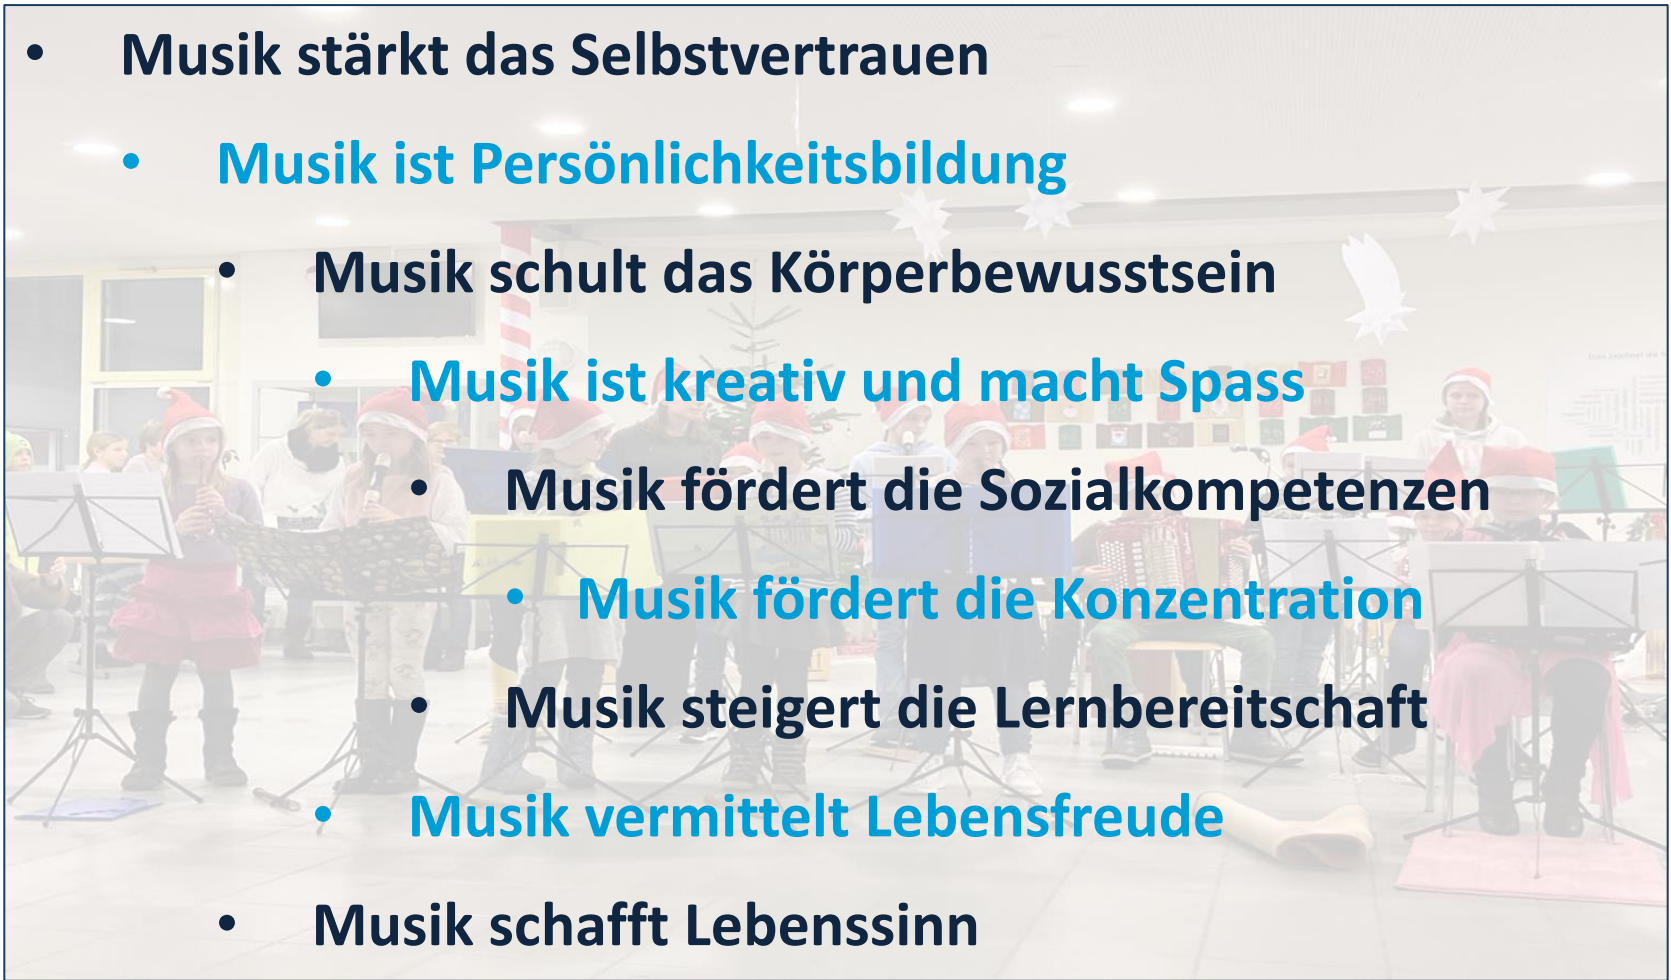 • Musik stärkt das Selbstvertrauen
• Musik ist Persönlichkeitsbildung
• Musik schult das Körperbewusstsein
• Musik ist kreativ und macht Spass
• Musik fördert die Sozialkompetenzen
• Musik fördert die Konzentration
• Musik steigert die Lernbereitschaft
• Musik vermittelt Lebensfreude
• Musik schafft Lebenssinn